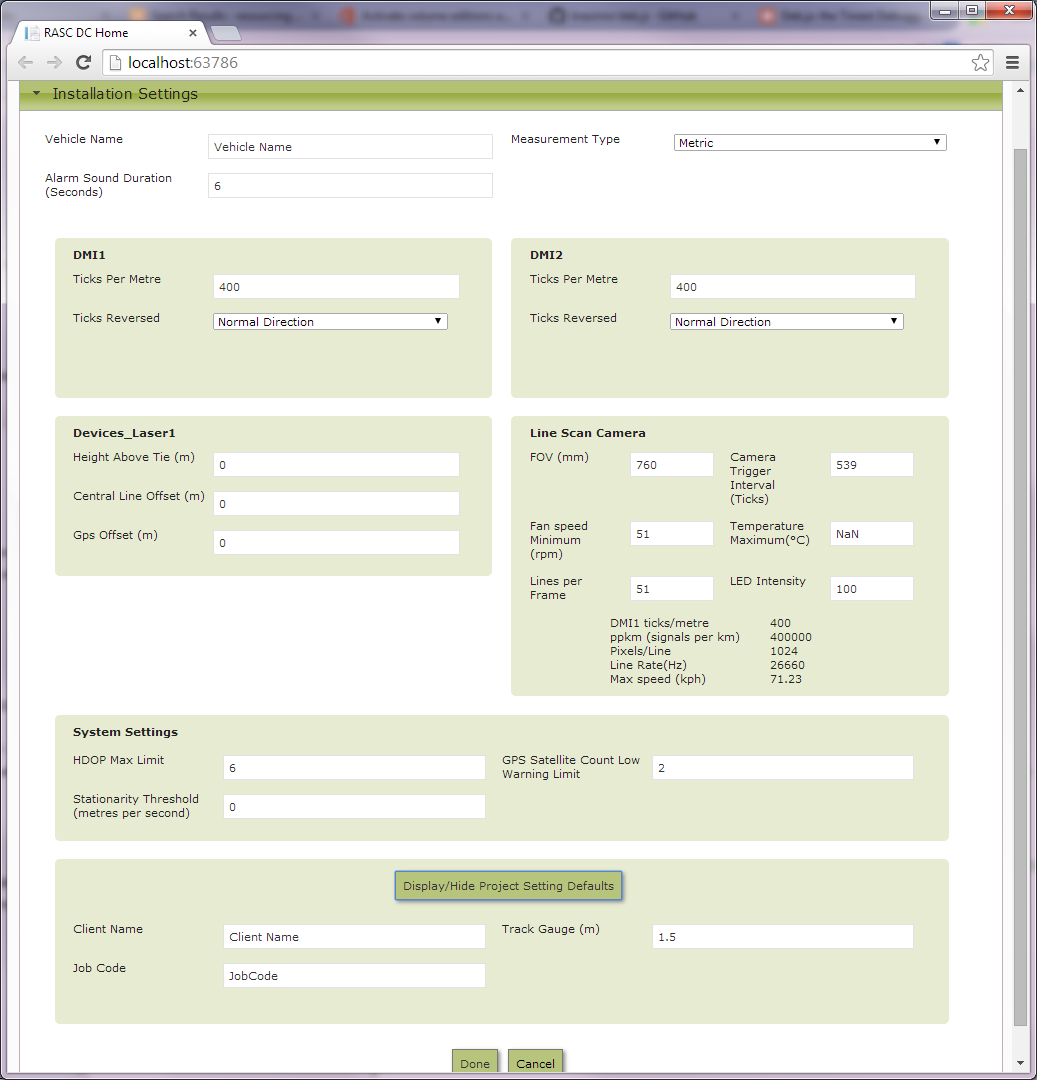 RASC DC Home
localhost:63786
Installation Settings
Vehicle Name
Vehicle Name
Measurement Type
Metric
Alarm Sound Duration
(Seconds)
6
DMI1
Ticks Per Metre
400
Ticks Reversed
Normal Direction
DMI2
Ticks Per Metre
400
Ticks Reversed
Normal Direction
Devices_Laser1
Height Above Tie (m)
0
Central Line Offset (m)
0
Gps Offset (m)
0
Line Scan Camera
FOV (mm)
760
Camera
Trigger
Interval
(Ticks)
539
Fan speed
Minimum
(rpm)
51
Temperature
Maximum(°C)
NaN
Lines per
Frame
51
LED Intensity
100
DMI1 ticks/metre 400
ppkm (signals per km) 400000
Pixels/Line 1024
Line Rate(Hz) 26660
Max speed (kph) 71.23
System Settings
HDOP Max Limit
6
GPS Satellite Count Low
Warning Limit
2
Stationarity Threshold
(metres per second)
0
Display/Hide Project Setting Defaults
Client Name
Client Name
Track Gauge (m)
1.5
Job Code
JobCode
Done
Cancel